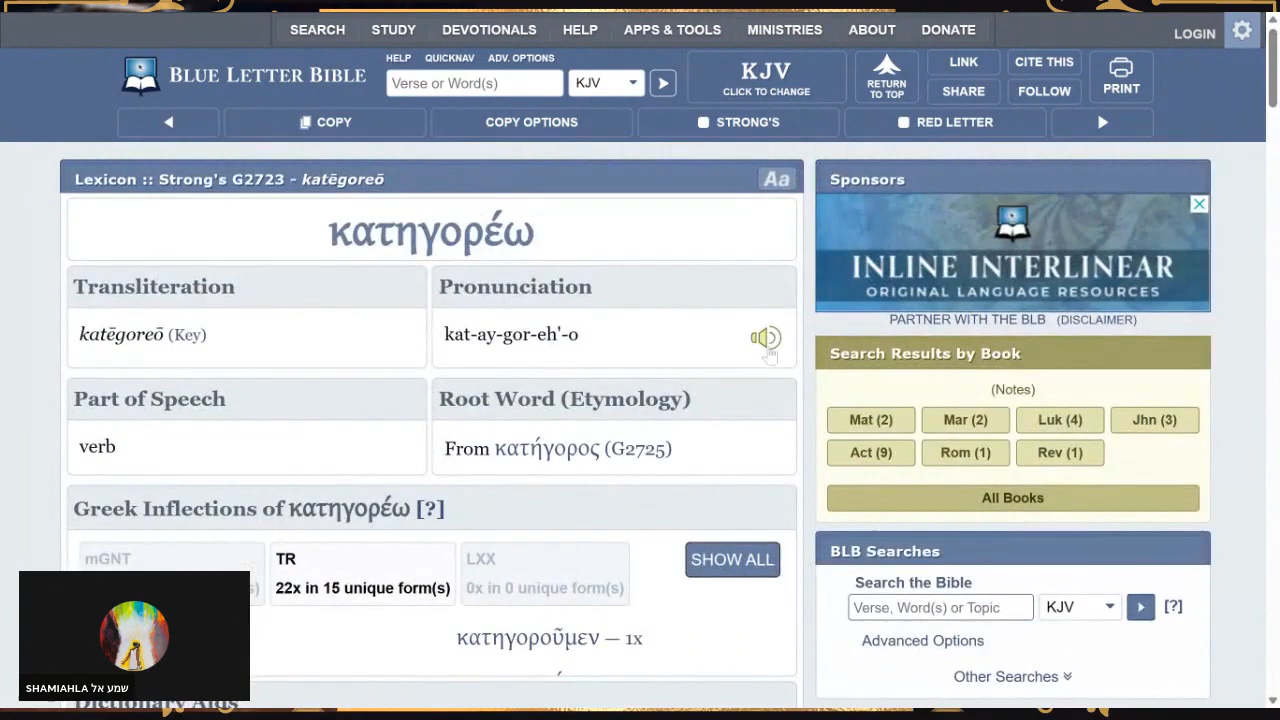 SEARCH STUDY DEVOTIONALS HELP APPS & TOOLS MINISTRIES ABOUT DONATE LOGIN
BLUE LETTER BIBLE
HELP QUICKNAV ADV. OPTIONS
Verse or Word(s) KJV
KJV
CLICK TO CHANGE
RETURN
TO TOP
LINK CITE THIS
SHARE FOLLOW
PRINT
COPY COPY OPTIONS STRONG'S RED LETTER
Lexicon :: Strong's G2723 - katēgoreō Aa
κατηγορέω
Transliteration
katēgoreō (Key)
Pronunciation
kat-ay-gor-eh'-o
Part of Speech
verb
Root Word (Etymology)
From κατήγορος (G2725)
Greek Inflections of κατηγορέω [?]
mGNT
s)
TR
22x in 15 unique form(s)
LXX
0x in 0 unique form(s)
SHOW ALL
κατηγοροῦμεν — 1x
Dictionary Aids
SHAMIAHLA שמע אל
Sponsors
INLINE INTERLINEAR
ORIGINAL LANGUAGE RESOURCES
PARTNER WITH THE BLB (DISCLAIMER)
Search Results by Book
(Notes)
Mat (2) Mar (2) Luk (4) Jhn (3)
Act (9) Rom (1) Rev (1)
All Books
BLB Searches
Search the Bible
Verse, Word(s) or Topic KJV [?]
Advanced Options
Other Searches